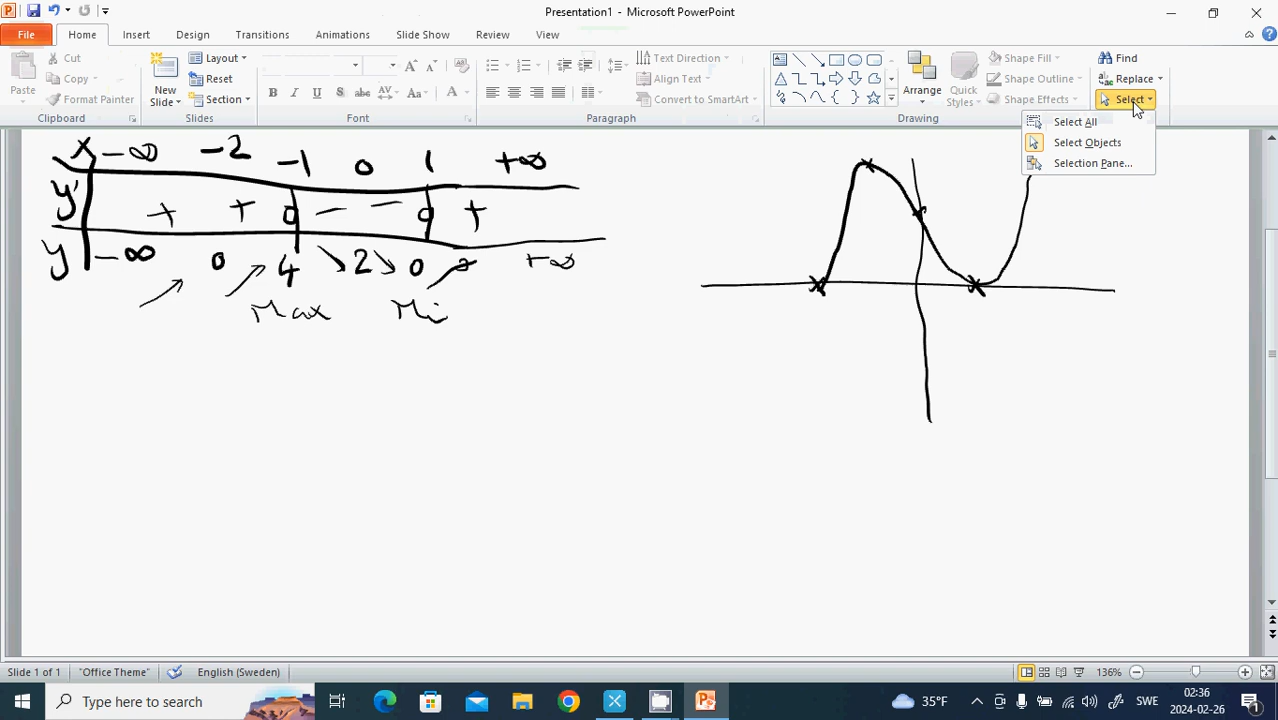 Presentation1 - Microsoft PowerPoint
File Home Insert Design Transitions Animations Slide Show Review View
Paste
Cut
Copy
Format Painter
Clipboard
New Slide
Layout
Reset
Section
Slides
B I U S abc AV Aa A
Font
Text Direction
Align Text
Convert to SmartArt
Paragraph
Arrange
Quick Styles
Shape Fill
Shape Outline
Shape Effects
Drawing
Find
Replace
Select
Select All
Select Objects
Selection Pane...
x -∞ -2 -1 0 1 +∞
y' + + 0 - - 0 +
y -∞ 0 4 2 0 +∞
Max Mi
Slide 1 of 1 "Office Theme" English (Sweden) 136%
Type here to search
35°F
SWE
02:36
2024-02-26
1